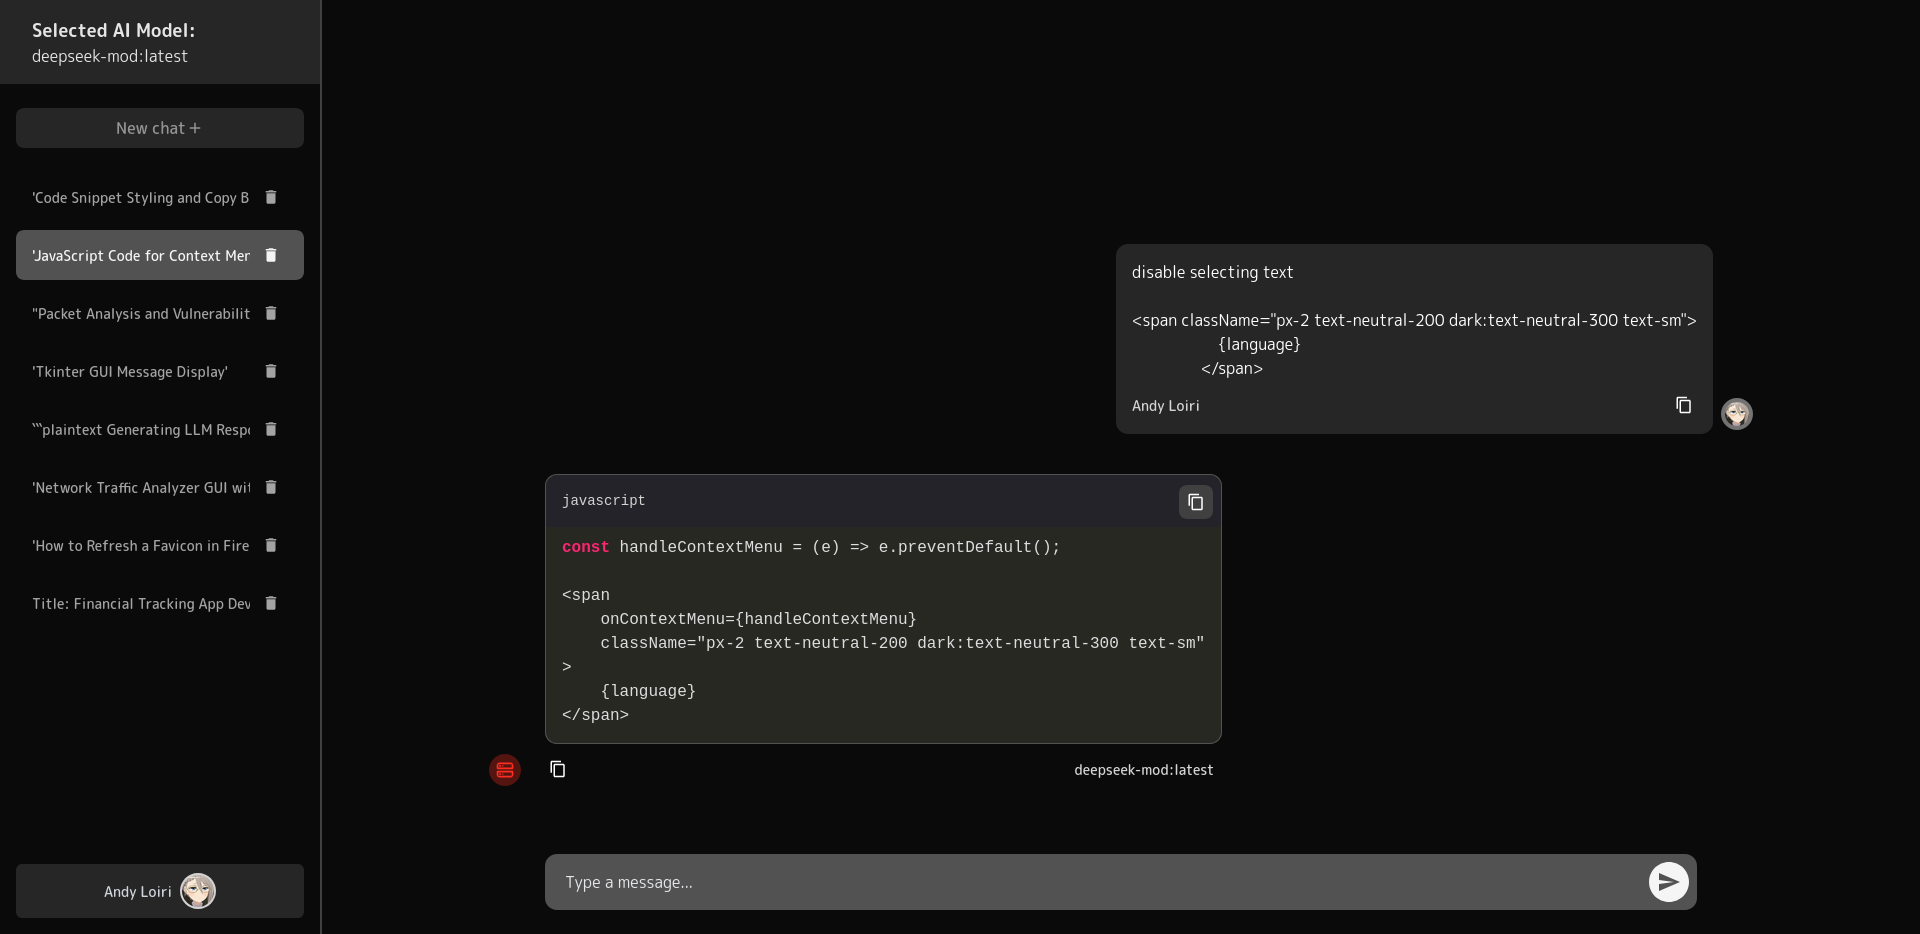 Selected AI Model:
deepseek-mod:latest
New chat +
'Code Snippet Styling and Copy B
'JavaScript Code for Context Mer
"Packet Analysis and Vulnerabilit
'Tkinter GUI Message Display'
```plaintext Generating LLM Respo
'Network Traffic Analyzer GUI wit
'How to Refresh a Favicon in Fire
Title: Financial Tracking App Dev
Andy Loiri
disable selecting text
<span className="px-2 text-neutral-200 dark:text-neutral-300 text-sm">
{language}
</span>
Andy Loiri
javascript
const handleContextMenu = (e) => e.preventDefault();
<span
    onContextMenu={handleContextMenu}
    className="px-2 text-neutral-200 dark:text-neutral-300 text-sm"
>
    {language}
</span>
deepseek-mod:latest
Type a message...